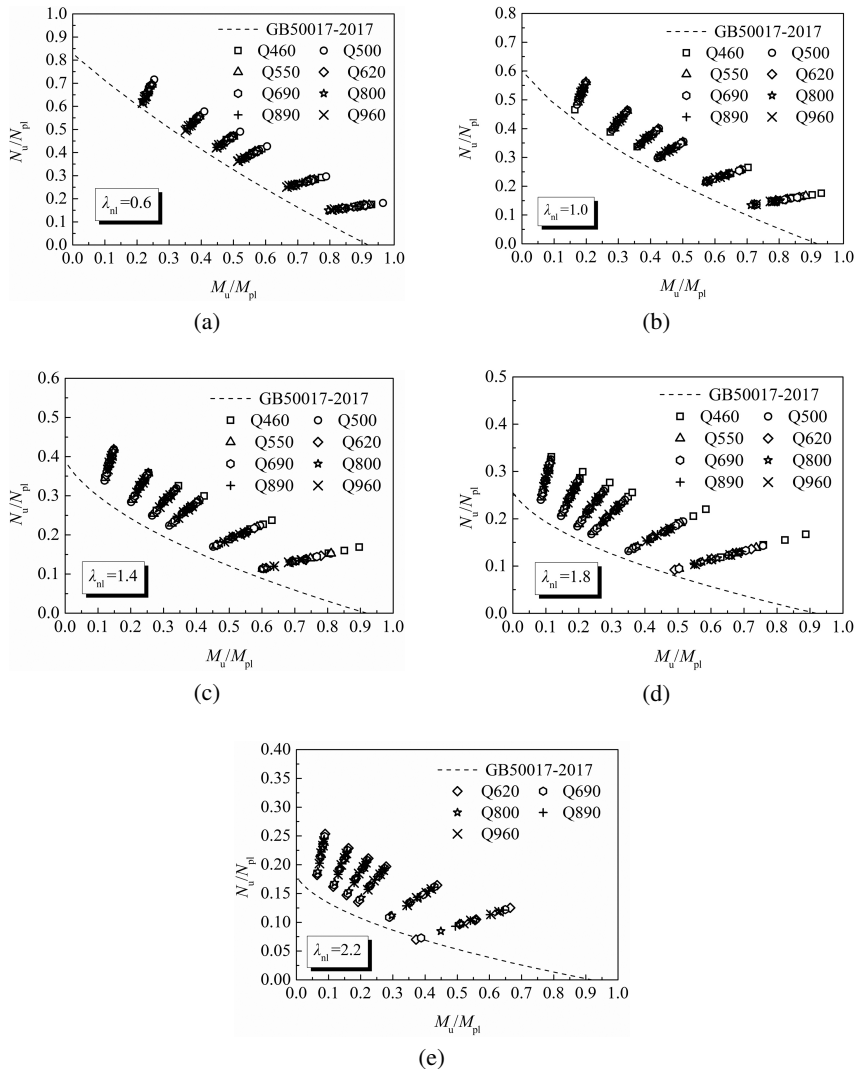 GB50017-2017
Q460 Q500
Q550 Q620
Q690 Q800
Q890 Q960
1.0
0.9
0.8
0.7
0.6
0.5
0.4
0.3
0.2
0.1
0.0
Nu/Npl
λnl=0.6
0.0 0.1 0.2 0.3 0.4 0.5 0.6 0.7 0.8 0.9 1.0
Mu/Mpl
(a)
GB50017-2017
Q460 Q500
Q550 Q620
Q690 Q800
Q890 Q960
0.8
0.7
0.6
0.5
0.4
0.3
0.2
0.1
0.0
Nu/Npl
λnl=1.0
0.0 0.1 0.2 0.3 0.4 0.5 0.6 0.7 0.8 0.9 1.0
Mu/Mpl
(b)
GB50017-2017
Q460 Q500
Q550 Q620
Q690 Q800
Q890 Q960
0.6
0.5
0.4
0.3
0.2
0.1
0.0
Nu/Npl
λnl=1.4
0.0 0.1 0.2 0.3 0.4 0.5 0.6 0.7 0.8 0.9 1.0
Mu/Mpl
(c)
GB50017-2017
Q460 Q500
Q550 Q620
Q690 Q800
Q890 Q960
0.5
0.4
0.3
0.2
0.1
0.0
Nu/Npl
λnl=1.8
0.0 0.1 0.2 0.3 0.4 0.5 0.6 0.7 0.8 0.9 1.0
Mu/Mpl
(d)
GB50017-2017
Q620 Q690
Q800 Q890
Q960
0.40
0.35
0.30
0.25
0.20
0.15
0.10
0.05
0.00
Nu/Npl
λnl=2.2
0.0 0.1 0.2 0.3 0.4 0.5 0.6 0.7 0.8 0.9 1.0
Mu/Mpl
(e)